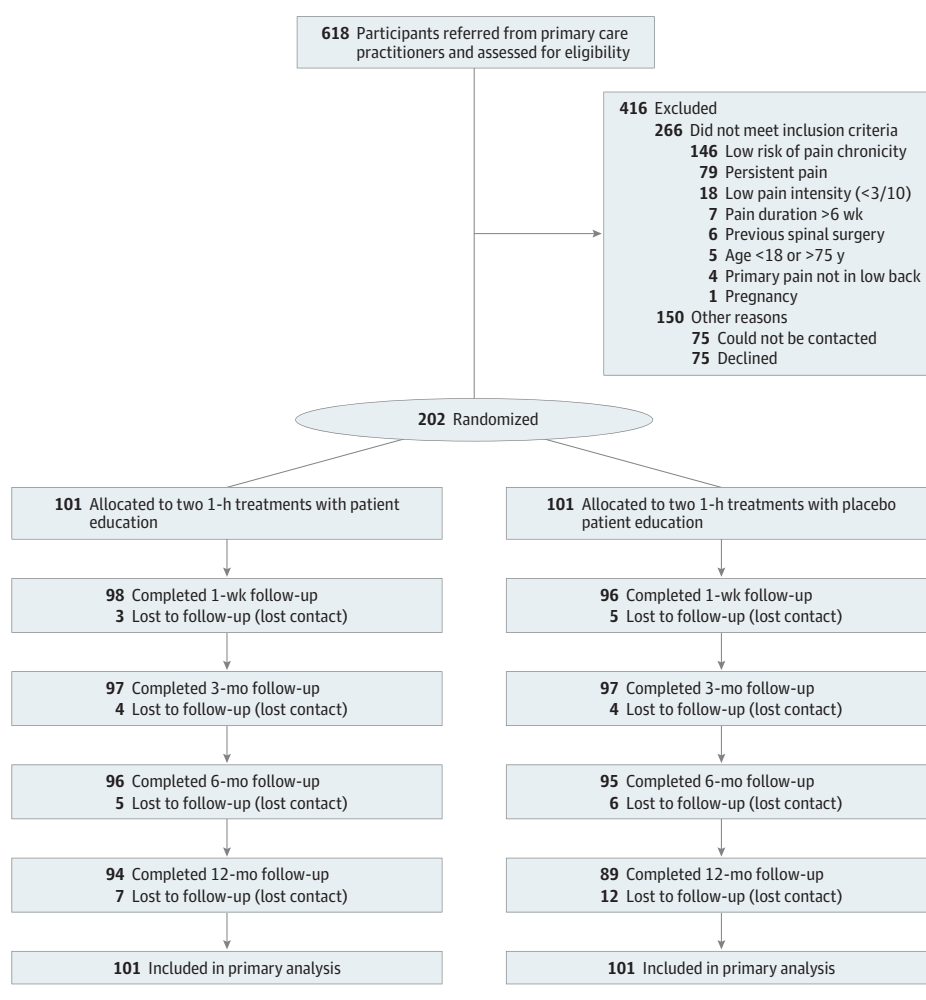 618 Participants referred from primary care
practitioners and assessed for eligibility
416 Excluded
266 Did not meet inclusion criteria
146 Low risk of pain chronicity
79 Persistent pain
18 Low pain intensity (<3/10)
7 Pain duration >6 wk
6 Previous spinal surgery
5 Age <18 or >75 y
4 Primary pain not in low back
1 Pregnancy
150 Other reasons
75 Could not be contacted
75 Declined
202 Randomized
101 Allocated to two 1-h treatments with patient
education
98 Completed 1-wk follow-up
3 Lost to follow-up (lost contact)
97 Completed 3-mo follow-up
4 Lost to follow-up (lost contact)
96 Completed 6-mo follow-up
5 Lost to follow-up (lost contact)
94 Completed 12-mo follow-up
7 Lost to follow-up (lost contact)
101 Included in primary analysis
101 Allocated to two 1-h treatments with placebo
patient education
96 Completed 1-wk follow-up
5 Lost to follow-up (lost contact)
97 Completed 3-mo follow-up
4 Lost to follow-up (lost contact)
95 Completed 6-mo follow-up
6 Lost to follow-up (lost contact)
89 Completed 12-mo follow-up
12 Lost to follow-up (lost contact)
101 Included in primary analysis